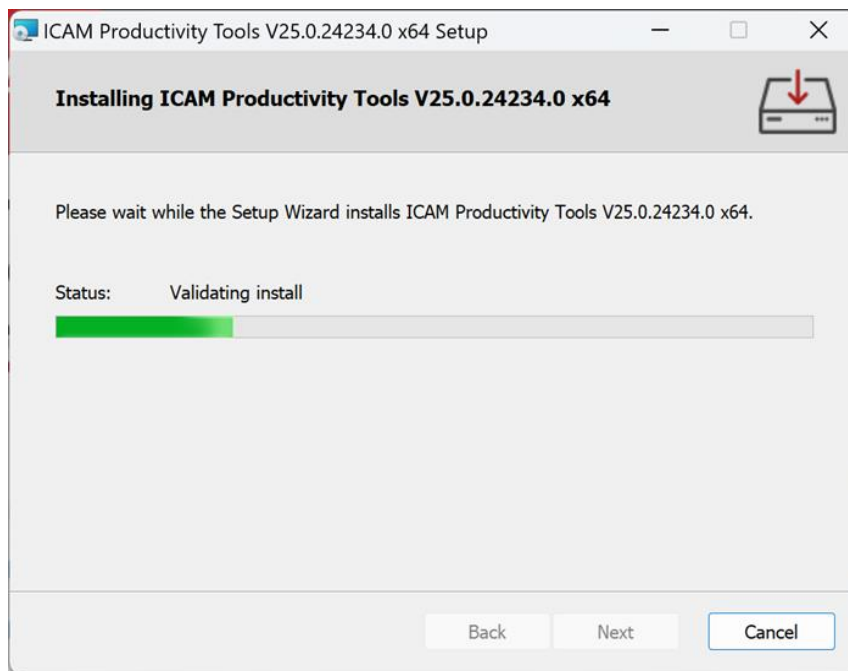 ICAM Productivity Tools V25.0.24234.0 x64 Setup
Installing ICAM Productivity Tools V25.0.24234.0 x64
Please wait while the Setup Wizard installs ICAM Productivity Tools V25.0.24234.0 x64.
Status: Validating install
Back Next Cancel